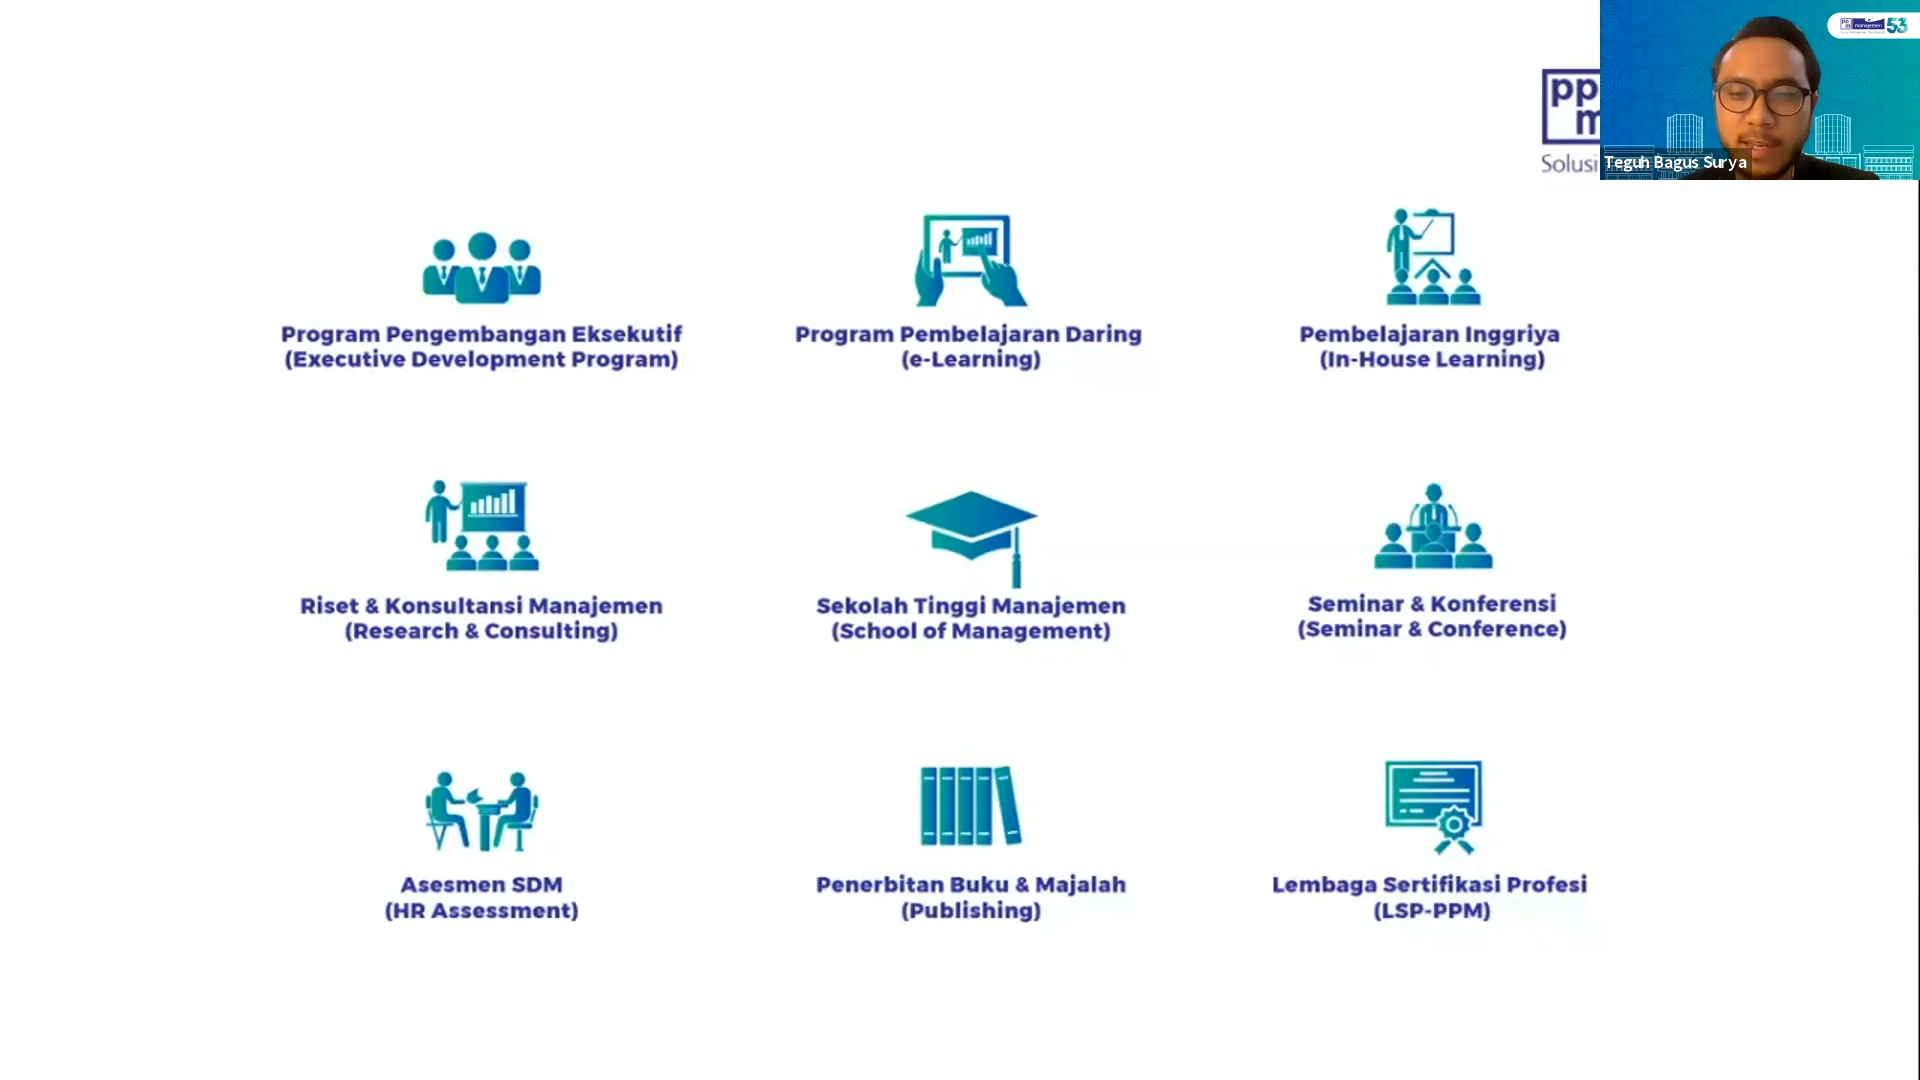 pp
m
manajemen 53
Solusi
Teguh Bagus Surya
Program Pengembangan Eksekutif
(Executive Development Program)
Program Pembelajaran Daring
(e-Learning)
Pembelajaran Inggriya
(In-House Learning)
Riset & Konsultansi Manajemen
(Research & Consulting)
Sekolah Tinggi Manajemen
(School of Management)
Seminar & Konferensi
(Seminar & Conference)
Asesmen SDM
(HR Assessment)
Penerbitan Buku & Majalah
(Publishing)
Lembaga Sertifikasi Profesi
(LSP-PPM)